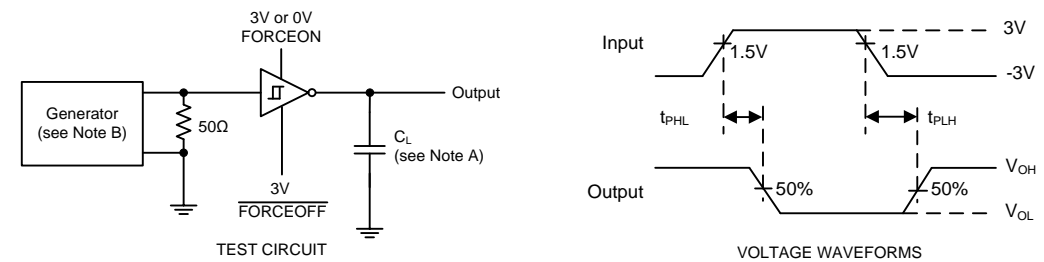 3V or 0V
FORCEON
Generator
(see Note B)
50Ω
Output
C_L
(see Note A)
3V
FORCEOFF
TEST CIRCUIT
Input
3V
1.5V
1.5V
-3V
t_PHL
t_PLH
Output
50%
50%
V_OH
V_OL
VOLTAGE WAVEFORMS